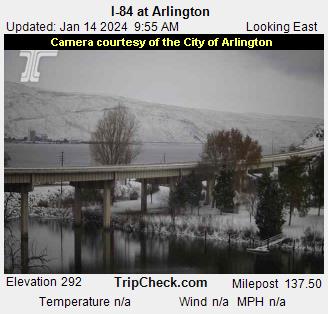 I-84 at Arlington
Updated: Jan 14 2024 9:55 AM Looking East
Camera courtesy of the City of Arlington
Elevation 292 TripCheck.com Milepost 137.50
Temperature n/a Wind n/a MPH n/a